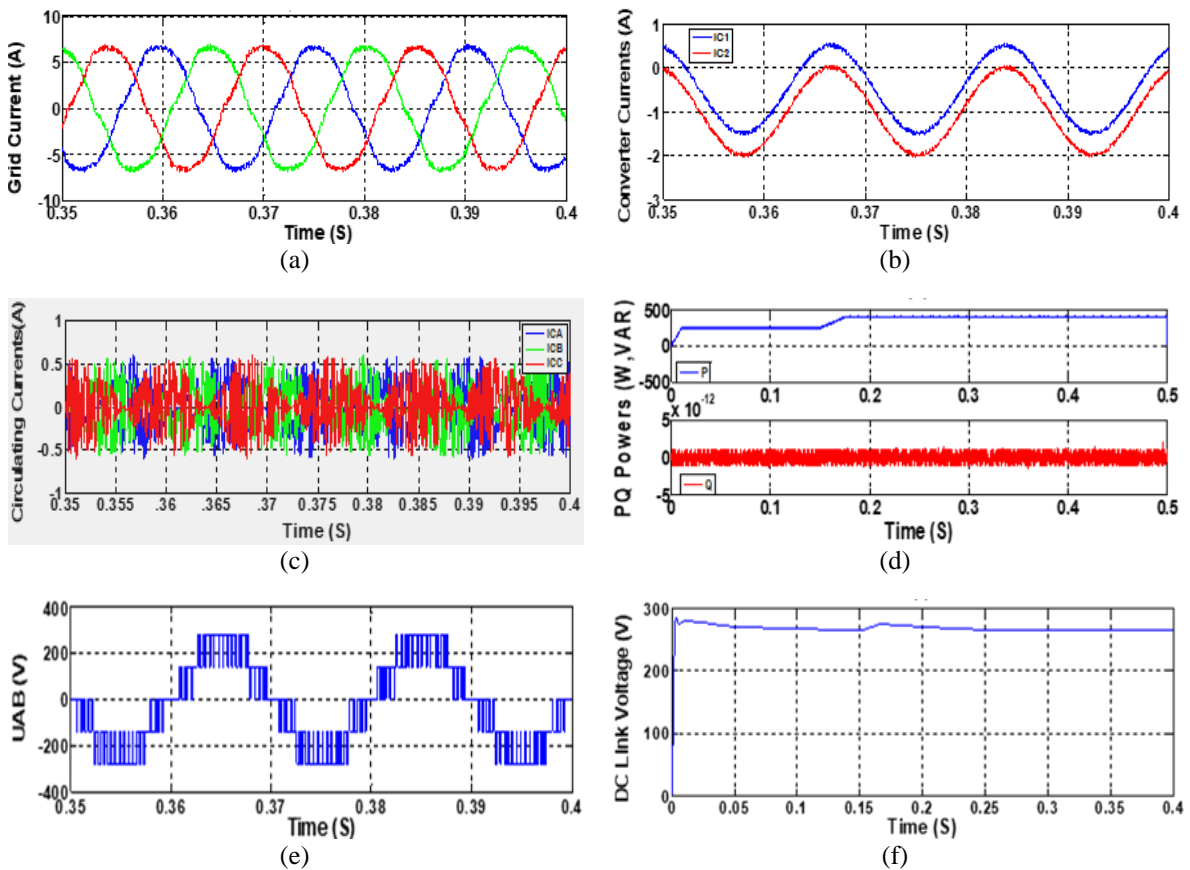 Grid Current (A)
10
5
0
-5
-10
0.35 0.36 0.37 0.38 0.39 0.4
Time (S)
(a)
Converter Currents (A)
1
0
-1
-2
-3
IC1
IC2
0.35 0.36 0.37 0.38 0.39 0.4
Time (S)
(b)
Circulating Currents(A)
1
0.5
0
-0.5
-1
ICA
ICB
ICC
0.35 0.355 0.36 .365 0.37 0.375 0.38 0.385 0.39 0.395 0.4
Time (S)
(c)
PQ Powers (W ,VAR)
500
0
-500
P
0 0.1 0.2 0.3 0.4 0.5
x 10^-12
5
0
-5
Q
0 0.1 0.2 0.3 0.4 0.5
Time (S)
(d)
UAB (V)
400
200
0
-200
-400
0.35 0.36 0.37 0.38 0.39 0.4
Time (S)
(e)
DC LInk Voltage (V)
300
200
100
0
0 0.05 0.1 0.15 0.2 0.25 0.3 0.35 0.4
Time (S)
(f)